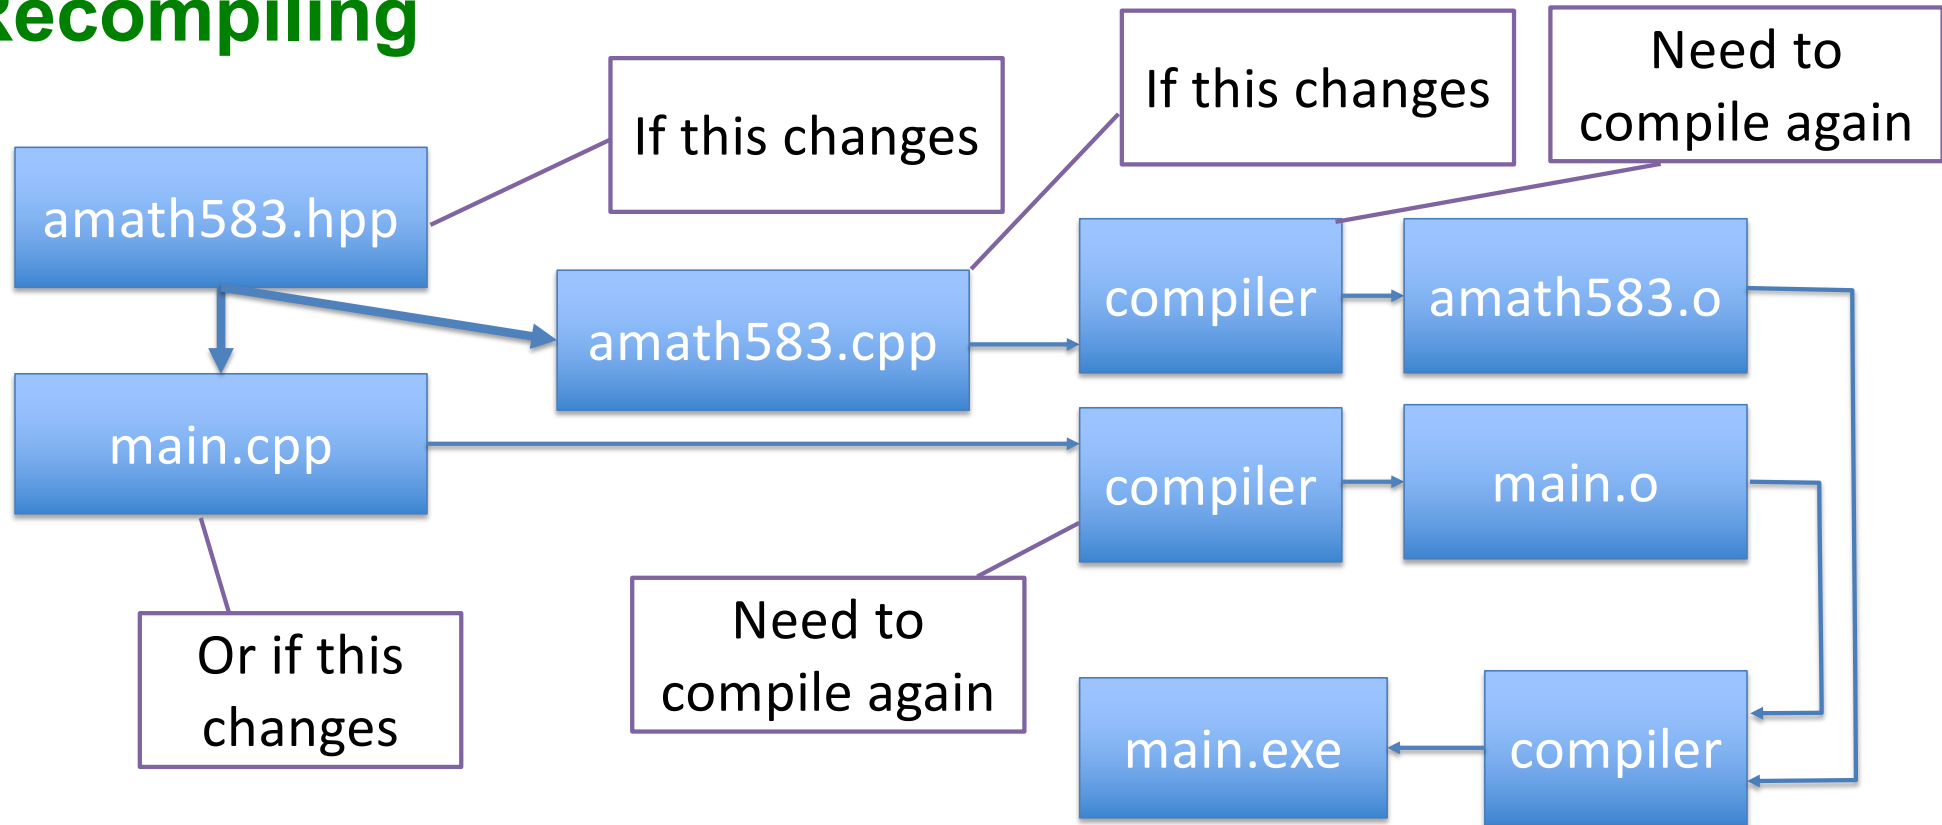 Recompiling
If this changes
If this changes
Need to
compile again
amath583.hpp
amath583.cpp
compiler
amath583.o
main.cpp
compiler
main.o
Or if this
changes
Need to
compile again
main.exe
compiler